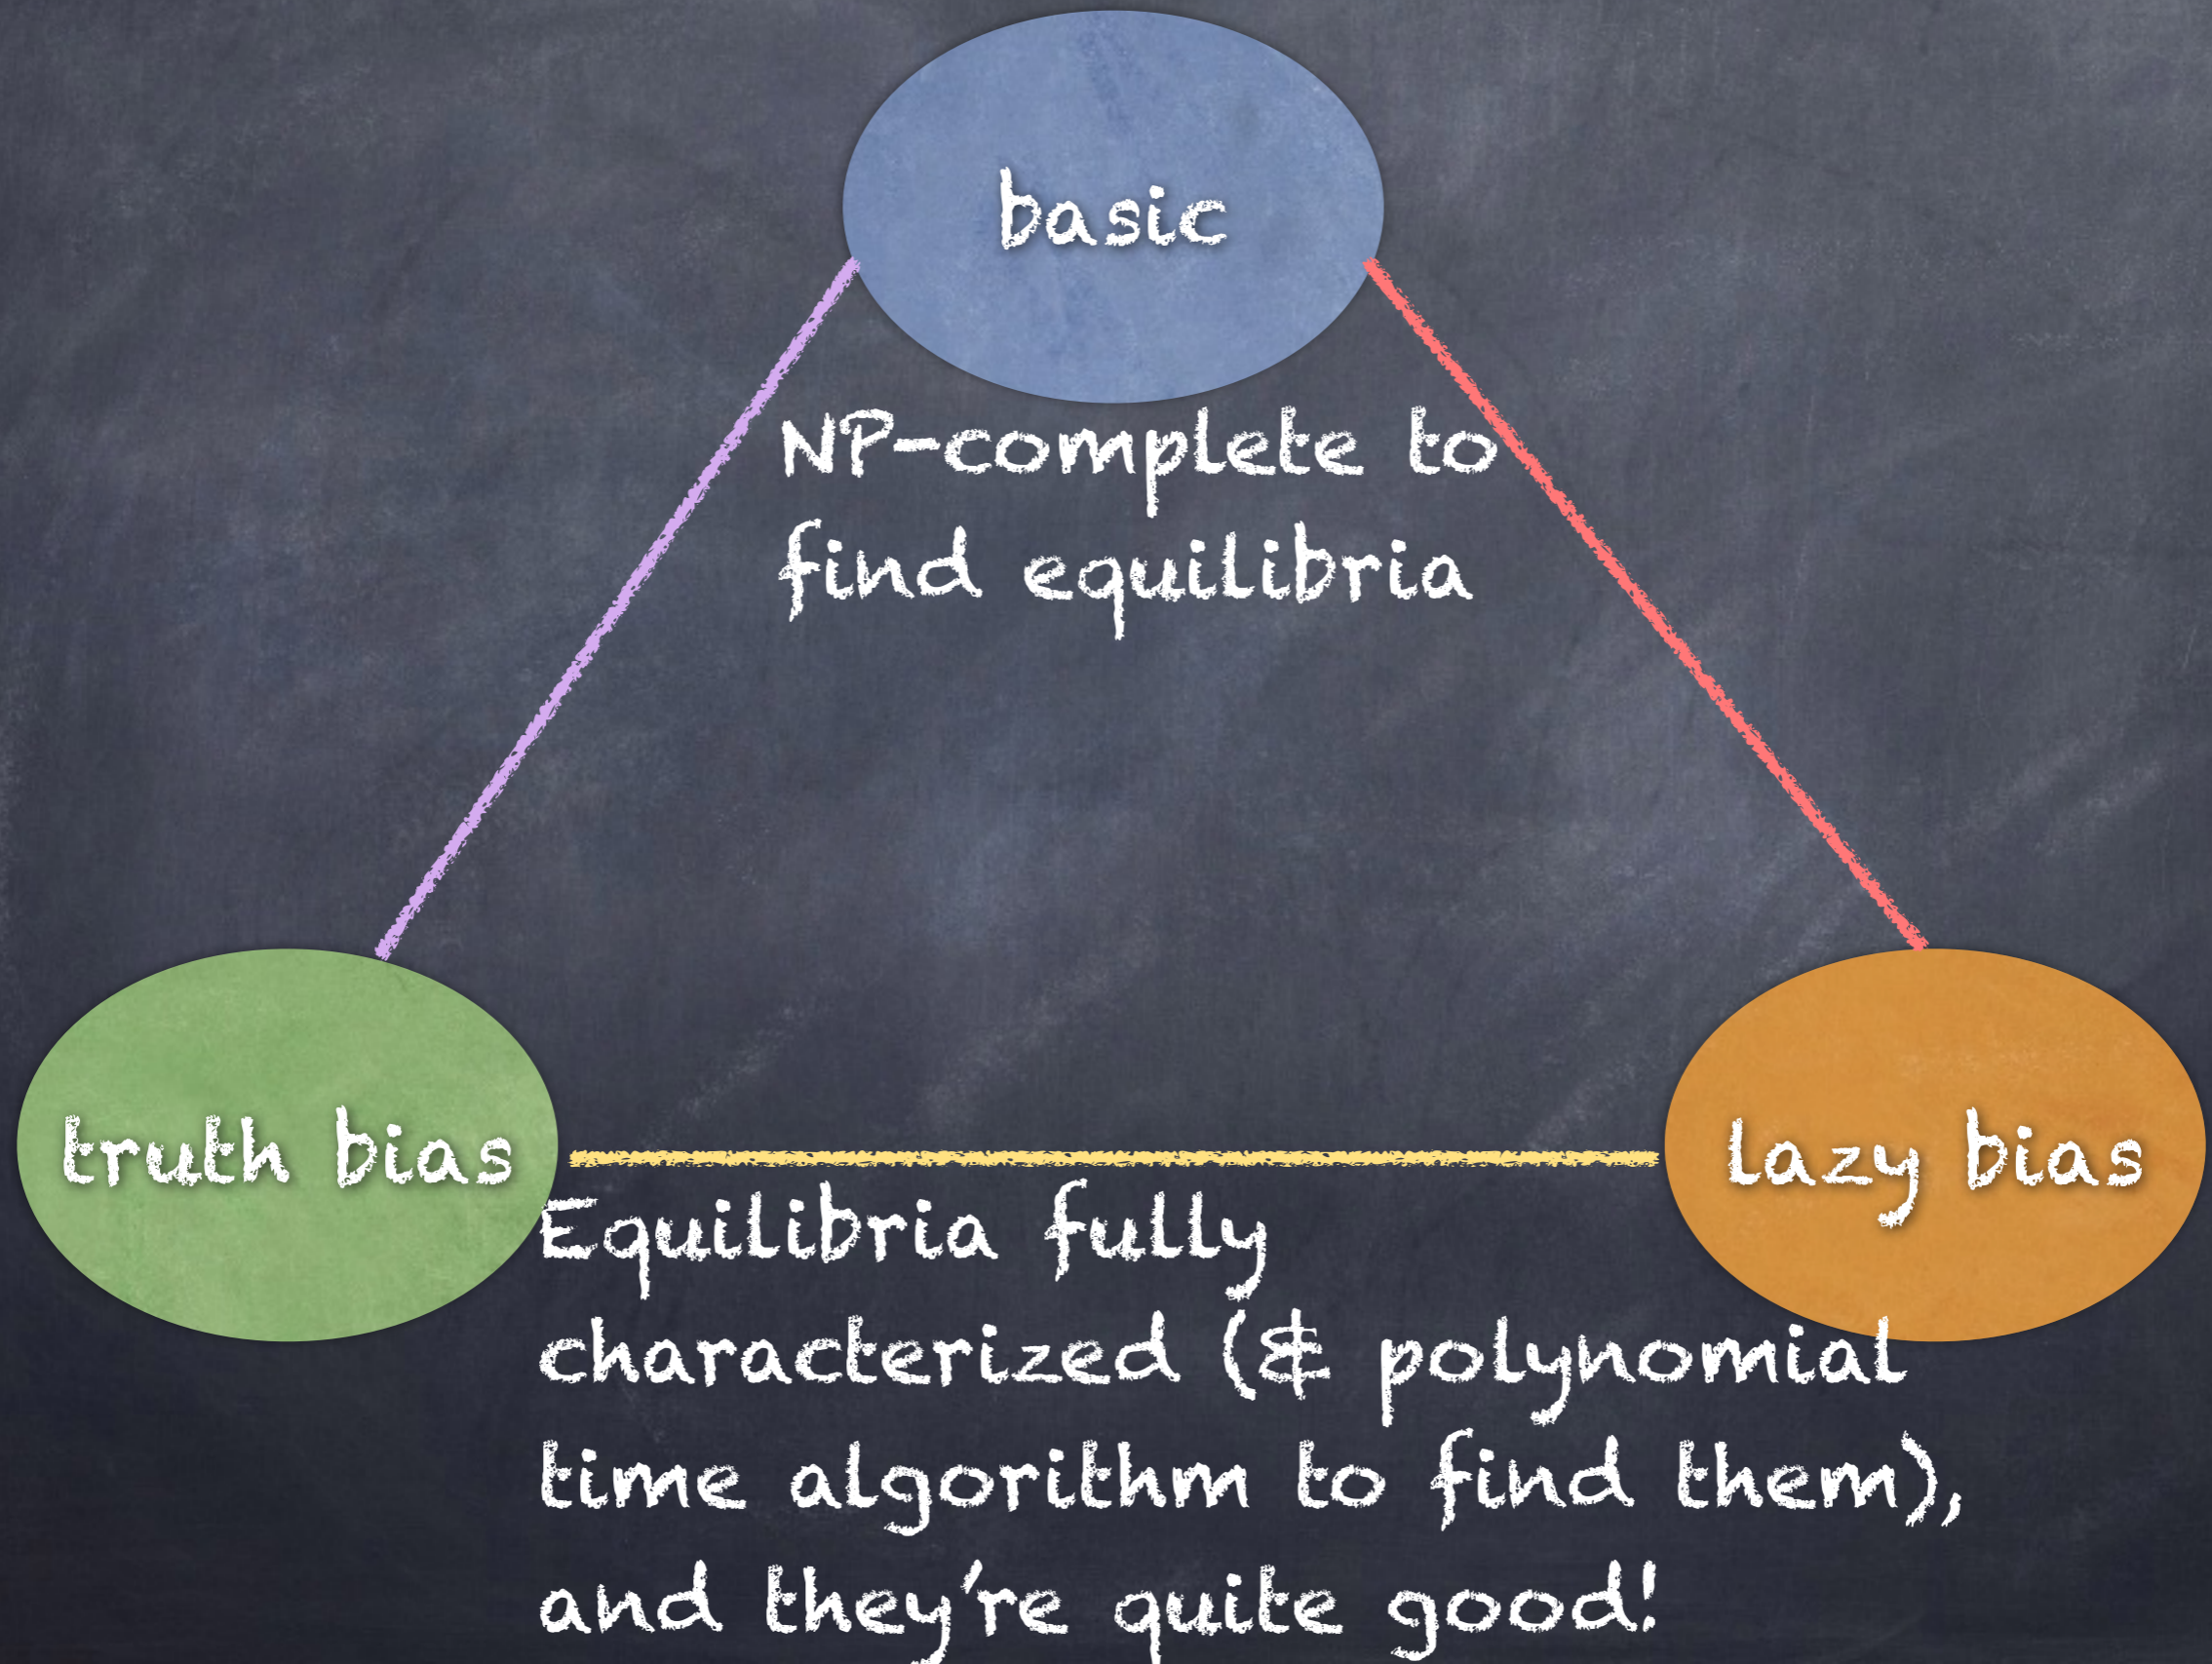 basic
NP-complete to
find equilibria
truth bias
lazy bias
Equilibria fully
characterized (& polynomial
time algorithm to find them),
and they're quite good!